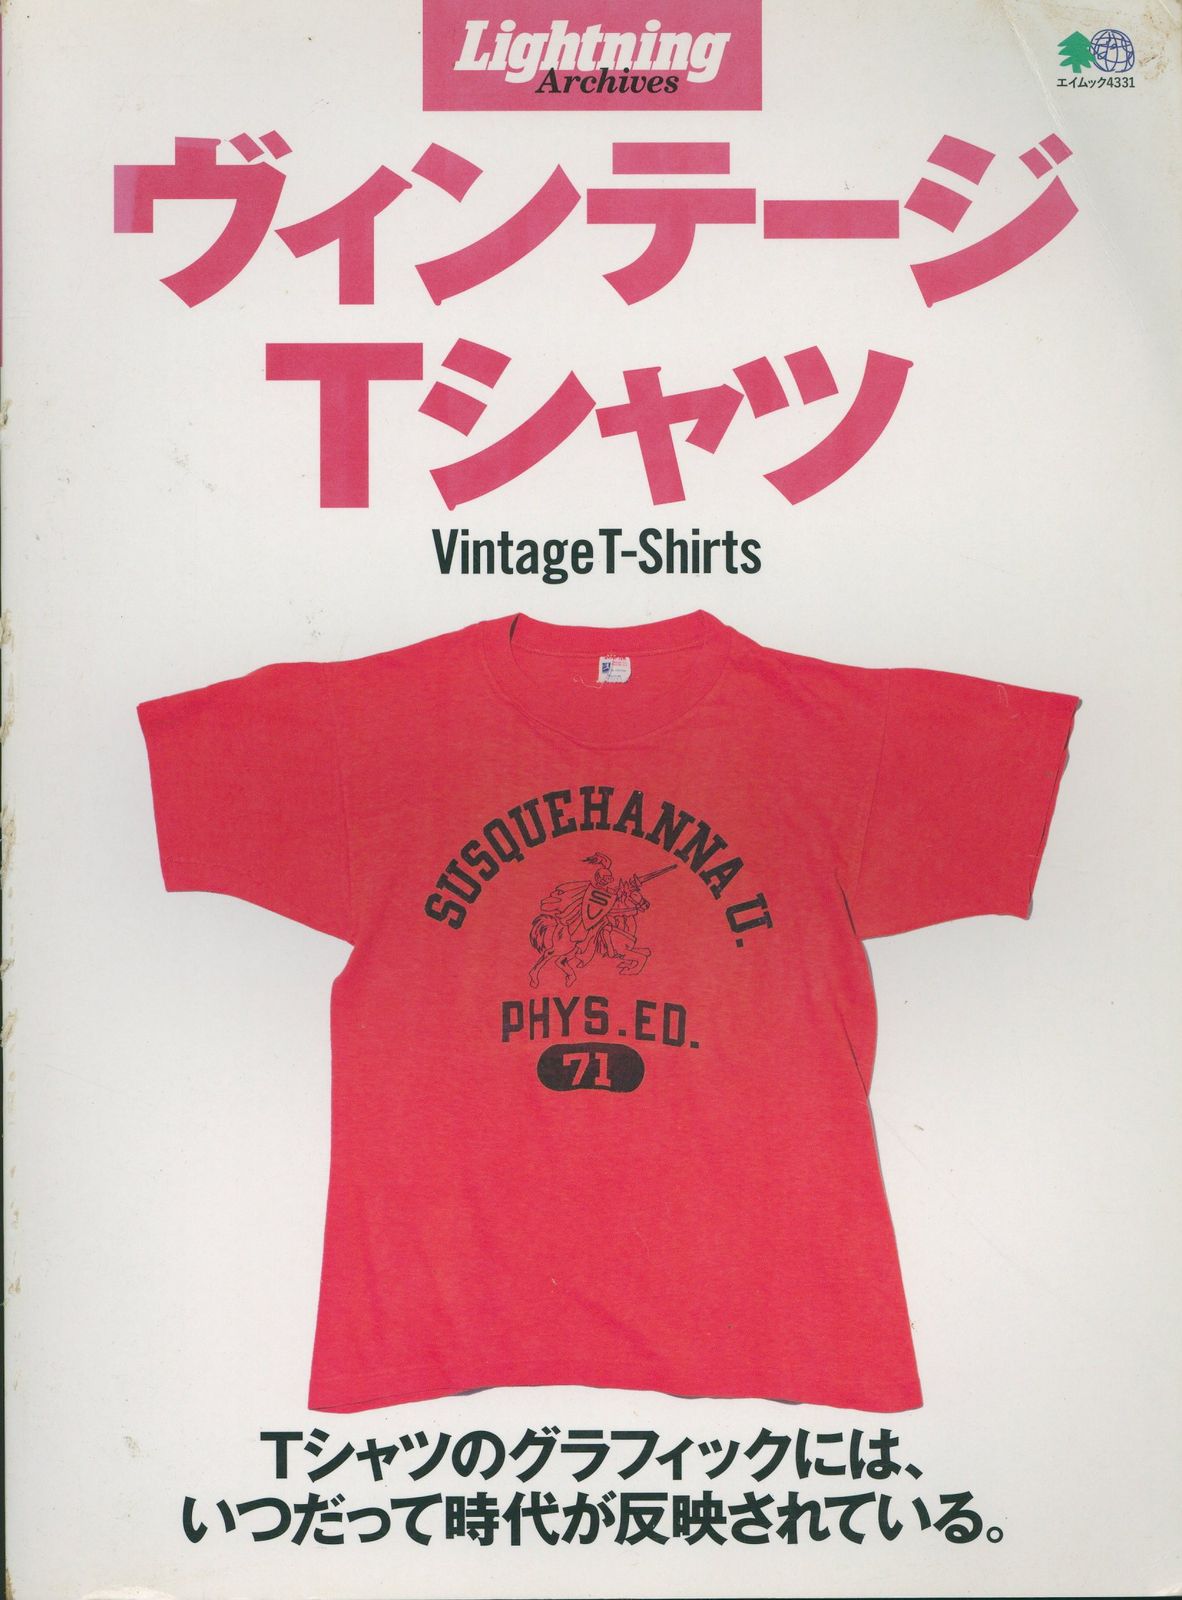 Lightning
Archives
エイムック4331
ヴィンテージ
Tシャツ
Vintage T-Shirts
SUSQUEHANNA U.
SU
PHYS.ED.
71
Tシャツのグラフィックには、
いつだって時代が反映されている。